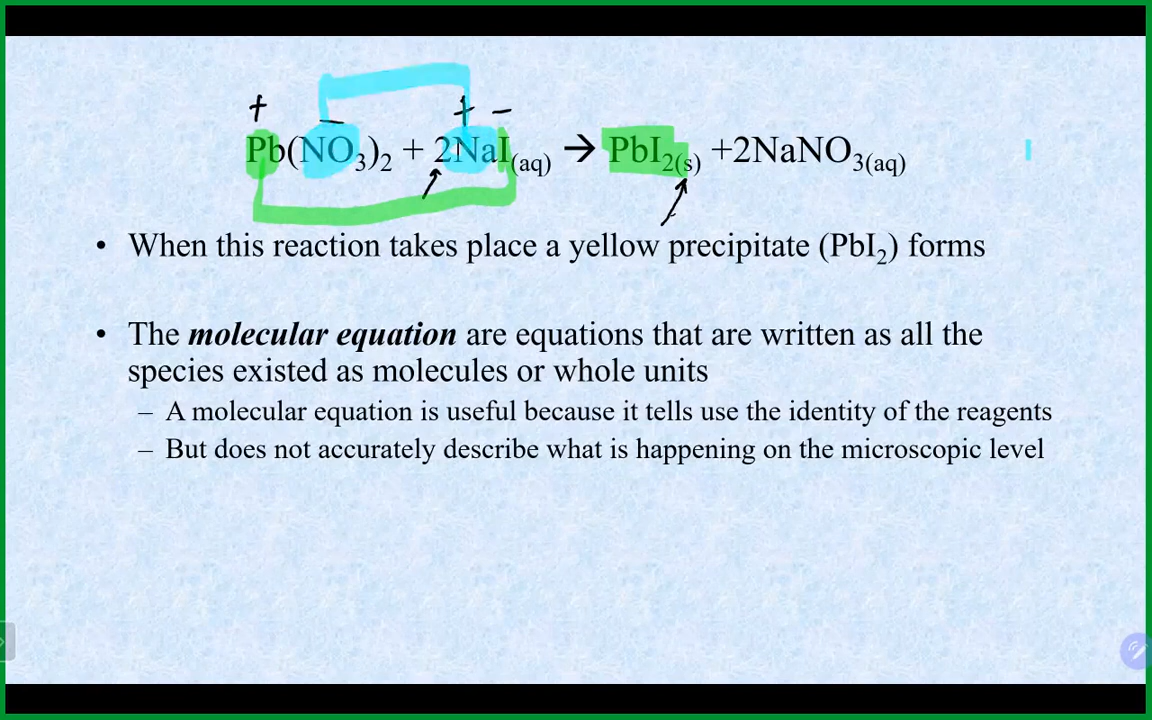 + − + −
Pb(NO₃)₂ + 2NaI₍aq₎ → PbI₂₍s₎ +2NaNO₃₍aq₎
• When this reaction takes place a yellow precipitate (PbI₂) forms
• The molecular equation are equations that are written as all the
species existed as molecules or whole units
– A molecular equation is useful because it tells use the identity of the reagents
– But does not accurately describe what is happening on the microscopic level